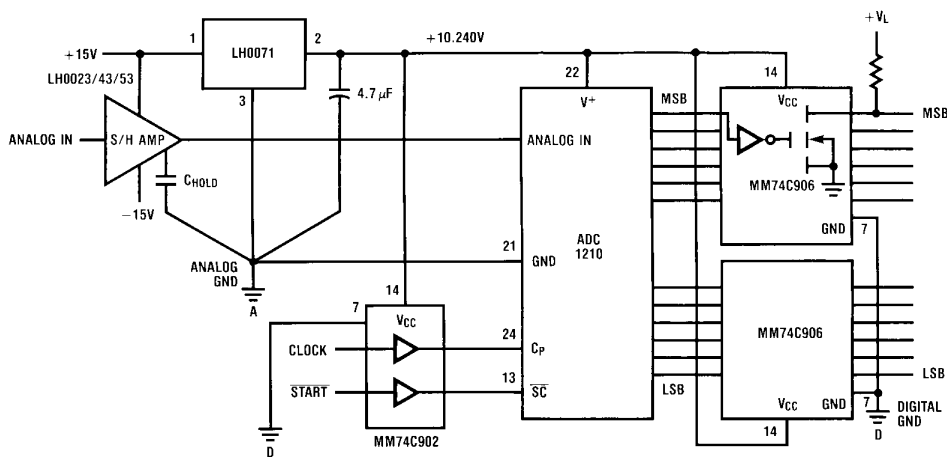 +VL
+15V
1
LH0071
2
+10.240V
3
4.7 μF
LH0023/43/53
S/H AMP
ANALOG IN
CHOLD
−15V
ANALOG
GND
A
22
V+
ANALOG IN
21
GND
ADC
1210
24
CP
13
SC
MSB
LSB
14
VCC
MM74C906
GND
7
MSB
MM74C906
LSB
VCC
GND
7
14
D
DIGITAL
GND
7
14
VCC
CLOCK
START
D
MM74C902